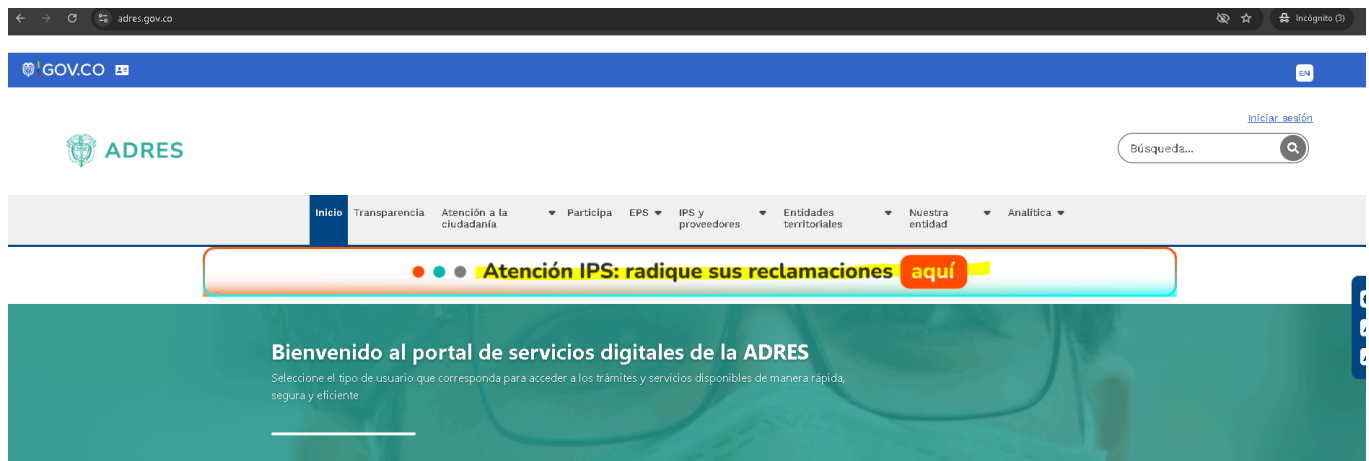 adres.gov.co
Incógnito (3)
GOV.CO
EN
Iniciar sesión
ADRES
Búsqueda...
Inicio Transparencia Atención a la ciudadanía Participa EPS IPS y proveedores Entidades territoriales Nuestra entidad Analítica
Atención IPS: radique sus reclamaciones aquí
Bienvenido al portal de servicios digitales de la ADRES
Seleccione el tipo de usuario que corresponda para acceder a los trámites y servicios disponibles de manera rápida,
segura y eficiente